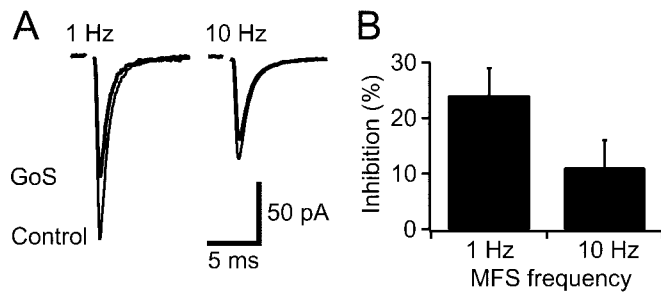 A
1 Hz
10 Hz
GoS
Control
50 pA
5 ms
B
Inhibition (%)
30
20
10
0
1 Hz
10 Hz
MFS frequency